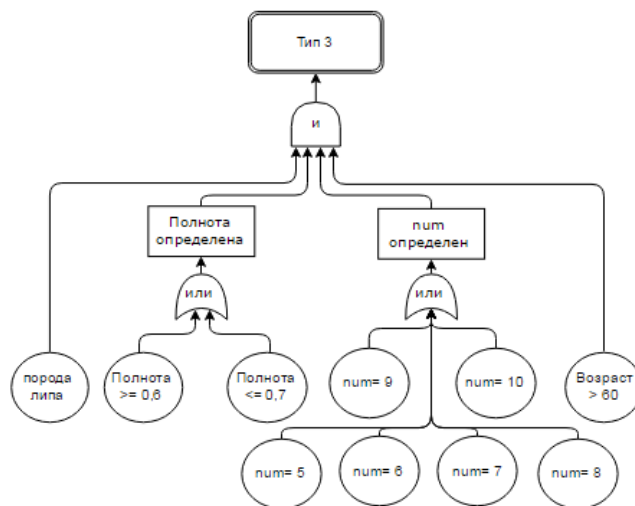 Тип 3
и
Полнота
определена
num
определен
или
или
порода
липа
Полнота
>= 0,6
Полнота
<= 0,7
num= 9
num= 10
Возраст
> 60
num= 5
num= 6
num= 7
num= 8